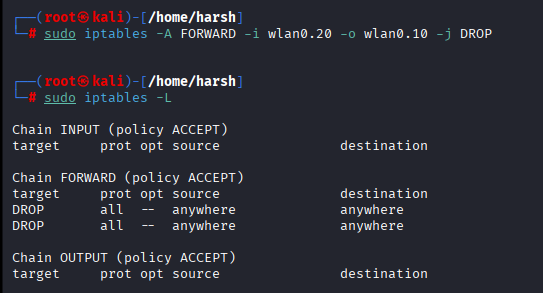 ┌──(root㉿kali)-[/home/harsh]
└─# sudo iptables -A FORWARD -i wlan0.20 -o wlan0.10 -j DROP
┌──(root㉿kali)-[/home/harsh]
└─# sudo iptables -L
Chain INPUT (policy ACCEPT)
target     prot opt source               destination
Chain FORWARD (policy ACCEPT)
target     prot opt source               destination
DROP       all  --  anywhere             anywhere
DROP       all  --  anywhere             anywhere
Chain OUTPUT (policy ACCEPT)
target     prot opt source               destination